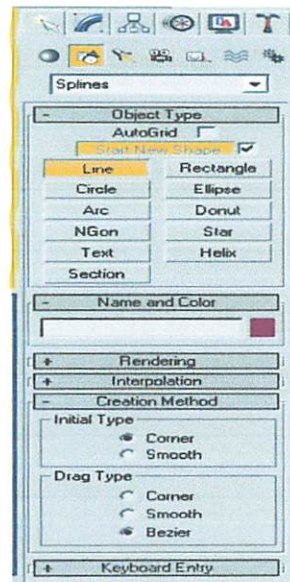 Splines
- Object Type
AutoGrid
Start New Shape
Line Rectangle
Circle Ellipse
Arc Donut
NGon Star
Text Helix
Section
- Name and Color
+ Rendering
+ Interpolation
- Creation Method
Initial Type
Corner
Smooth
Drag Type
Corner
Smooth
Bezier
+ Keyboard Entry